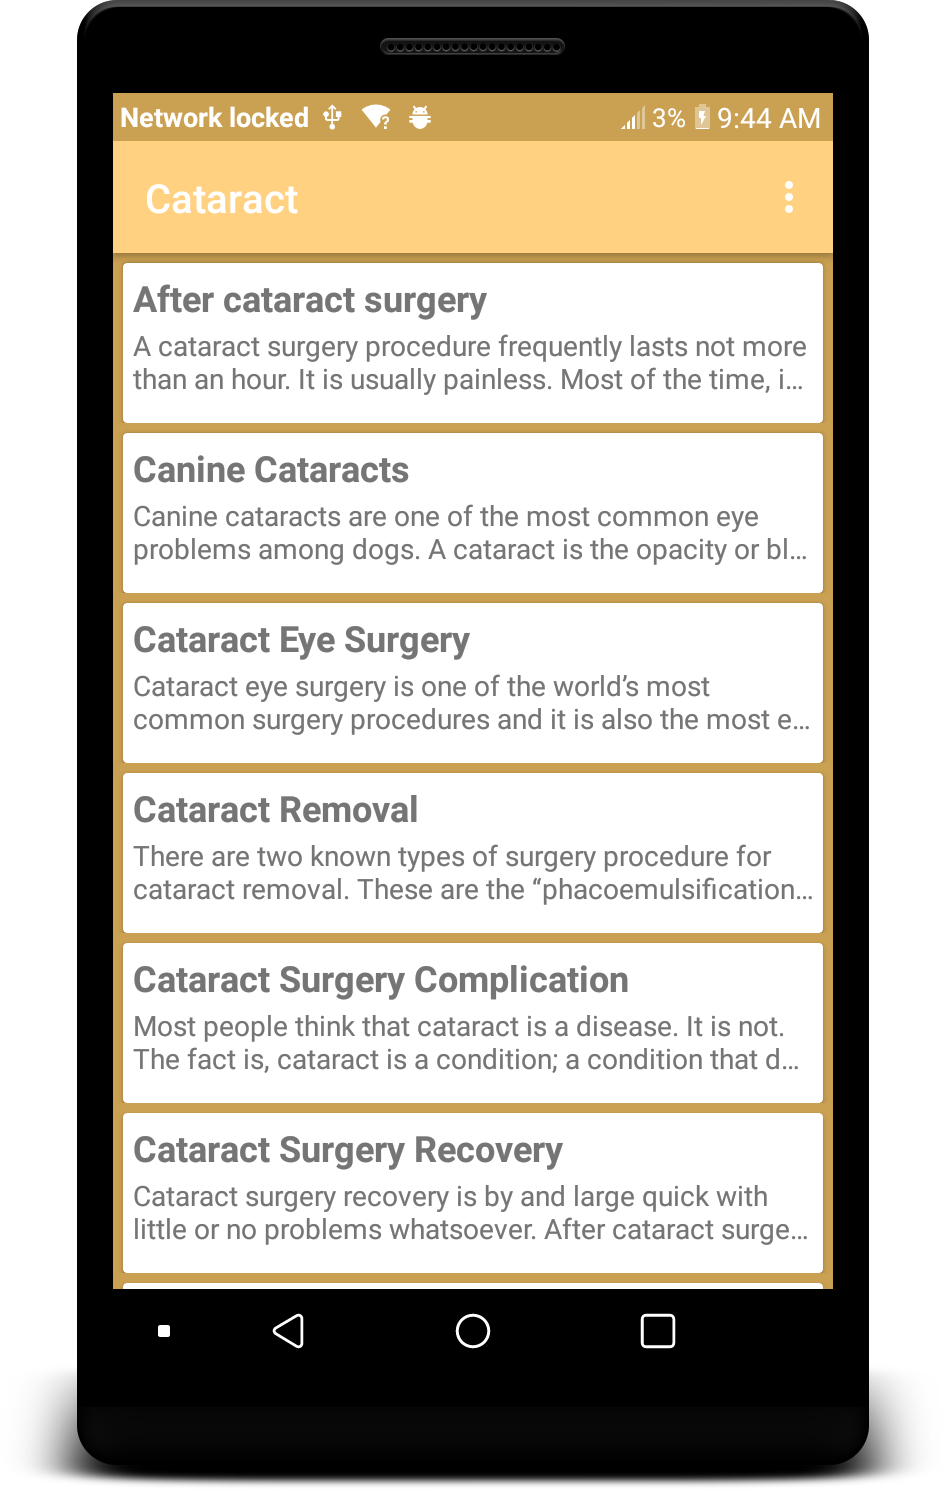 Network locked 3% 9:44 AM
Cataract
After cataract surgery
A cataract surgery procedure frequently lasts not more
than an hour. It is usually painless. Most of the time, i...
Canine Cataracts
Canine cataracts are one of the most common eye
problems among dogs. A cataract is the opacity or bl...
Cataract Eye Surgery
Cataract eye surgery is one of the world’s most
common surgery procedures and it is also the most e...
Cataract Removal
There are two known types of surgery procedure for
cataract removal. These are the “phacoemulsification...
Cataract Surgery Complication
Most people think that cataract is a disease. It is not.
The fact is, cataract is a condition; a condition that d...
Cataract Surgery Recovery
Cataract surgery recovery is by and large quick with
little or no problems whatsoever. After cataract surge...